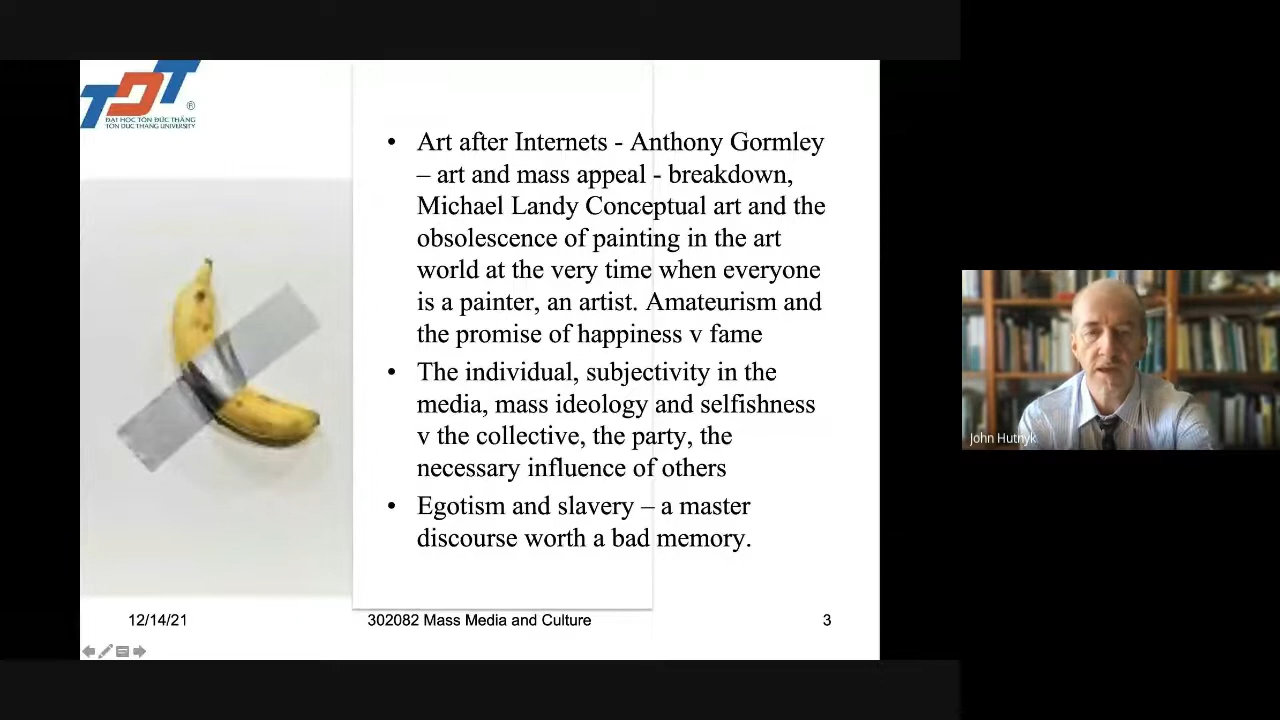 TDT
®
ĐẠI HỌC TÔN ĐỨC THẮNG
TON DUC THANG UNIVERSITY
• Art after Internets - Anthony Gormley
– art and mass appeal - breakdown,
Michael Landy Conceptual art and the
obsolescence of painting in the art
world at the very time when everyone
is a painter, an artist. Amateurism and
the promise of happiness v fame
• The individual, subjectivity in the
media, mass ideology and selfishness
v the collective, the party, the
necessary influence of others
• Egotism and slavery – a master
discourse worth a bad memory.
12/14/21
302082 Mass Media and Culture
3
John Hutnyk